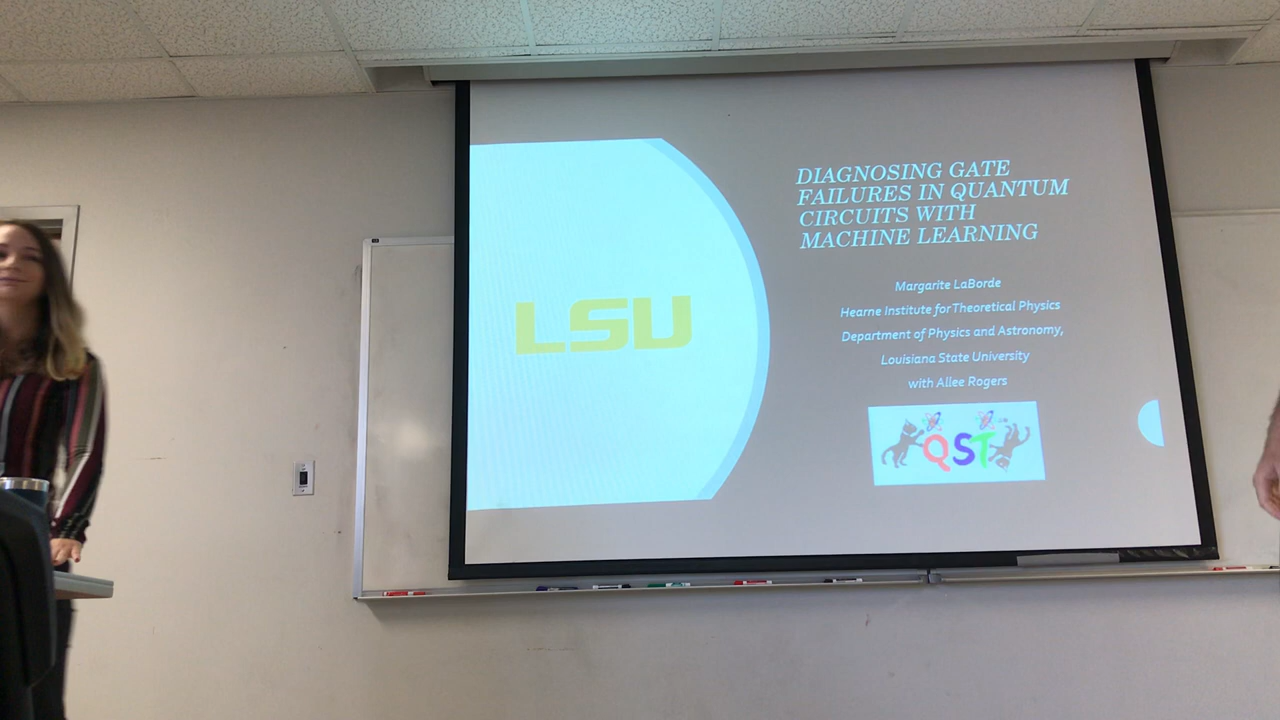 LSU
DIAGNOSING GATE
FAILURES IN QUANTUM
CIRCUITS WITH
MACHINE LEARNING
Margarite LaBorde
Hearne Institute for Theoretical Physics
Department of Physics and Astronomy,
Louisiana State University
with Allee Rogers
QST